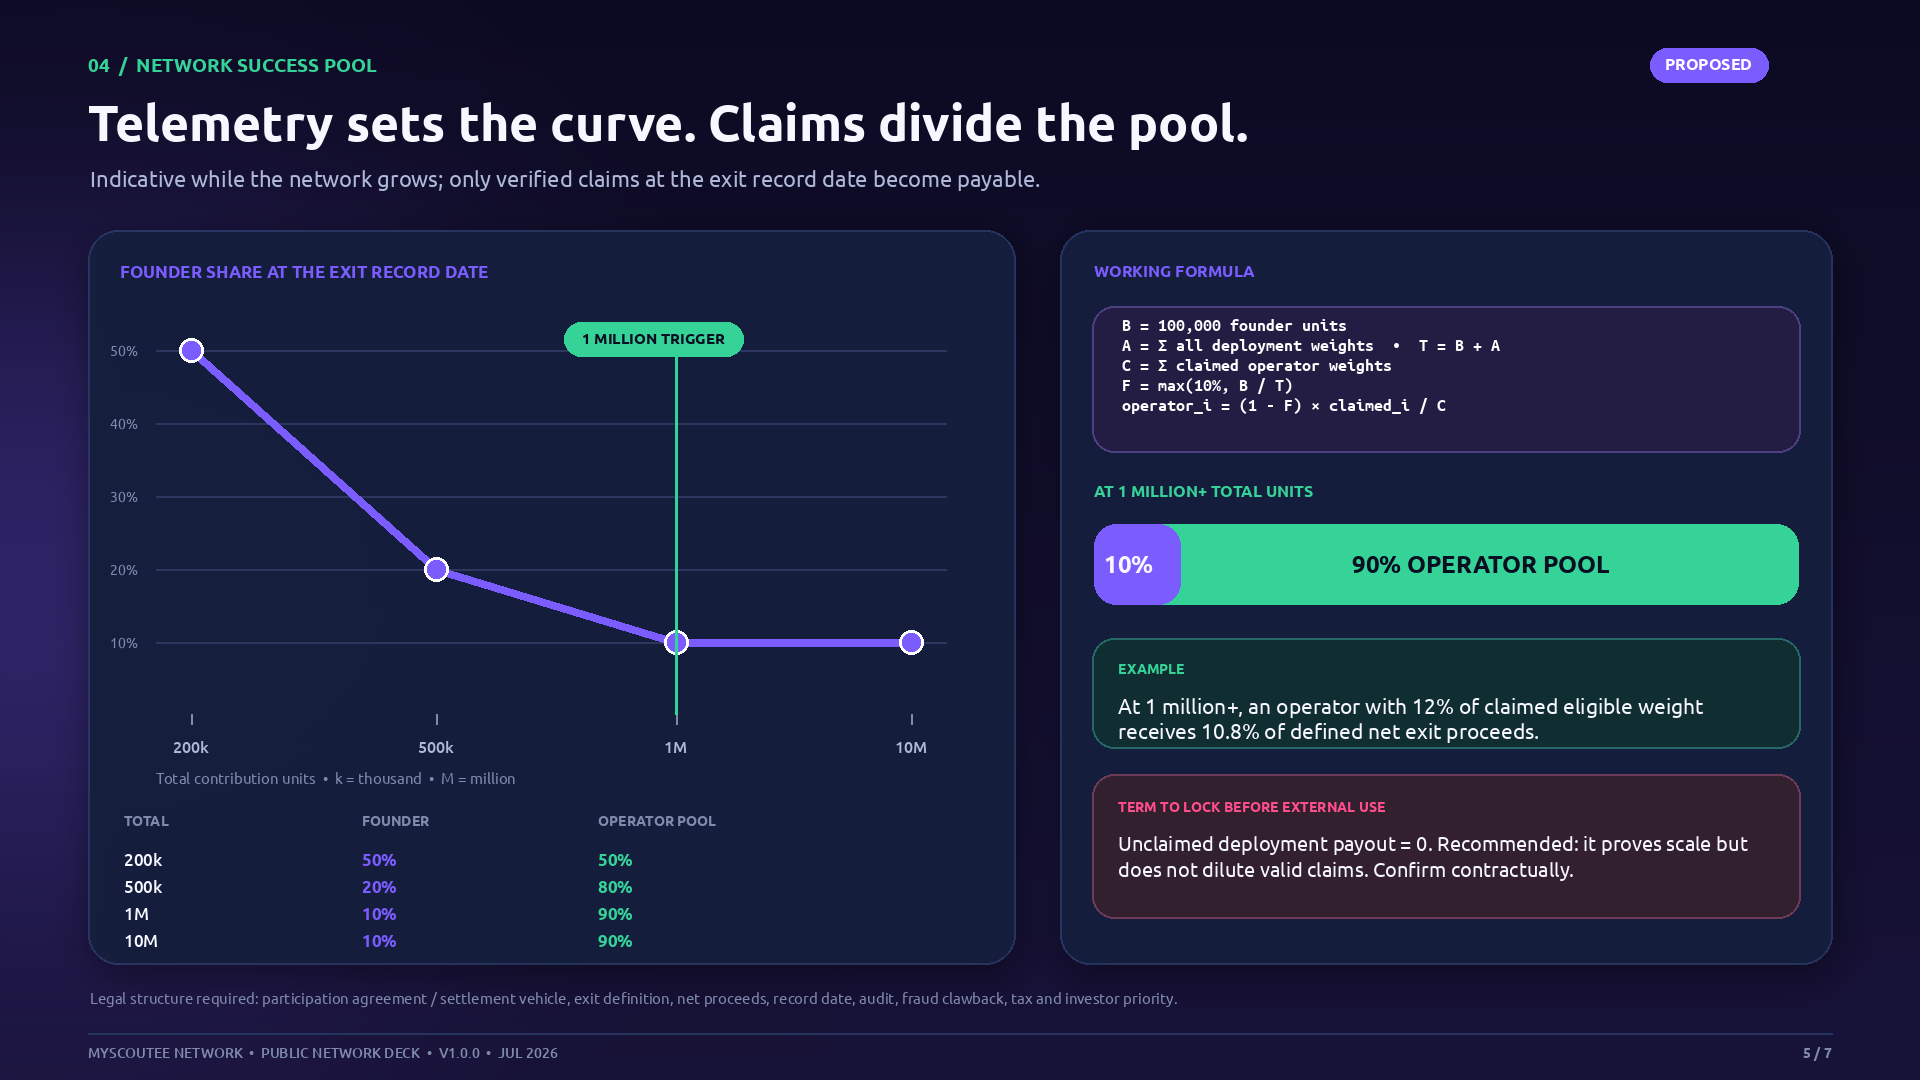 04 / NETWORK SUCCESS POOL
PROPOSED
Telemetry sets the curve. Claims divide the pool.
Indicative while the network grows; only verified claims at the exit record date become payable.
FOUNDER SHARE AT THE EXIT RECORD DATE
1 MILLION TRIGGER
50%
40%
30%
20%
10%
200k
500k
1M
10M
Total contribution units • k = thousand • M = million
TOTAL FOUNDER OPERATOR POOL
200k 50% 50%
500k 20% 80%
1M 10% 90%
10M 10% 90%
WORKING FORMULA
B = 100,000 founder units
A = Σ all deployment weights • T = B + A
C = Σ claimed operator weights
F = max(10%, B / T)
operator_i = (1 - F) × claimed_i / C
AT 1 MILLION+ TOTAL UNITS
10% 90% OPERATOR POOL
EXAMPLE
At 1 million+, an operator with 12% of claimed eligible weight
receives 10.8% of defined net exit proceeds.
TERM TO LOCK BEFORE EXTERNAL USE
Unclaimed deployment payout = 0. Recommended: it proves scale but
does not dilute valid claims. Confirm contractually.
Legal structure required: participation agreement / settlement vehicle, exit definition, net proceeds, record date, audit, fraud clawback, tax and investor priority.
MYSCOUTEE NETWORK • PUBLIC NETWORK DECK • V1.0.0 • JUL 2026
5 / 7